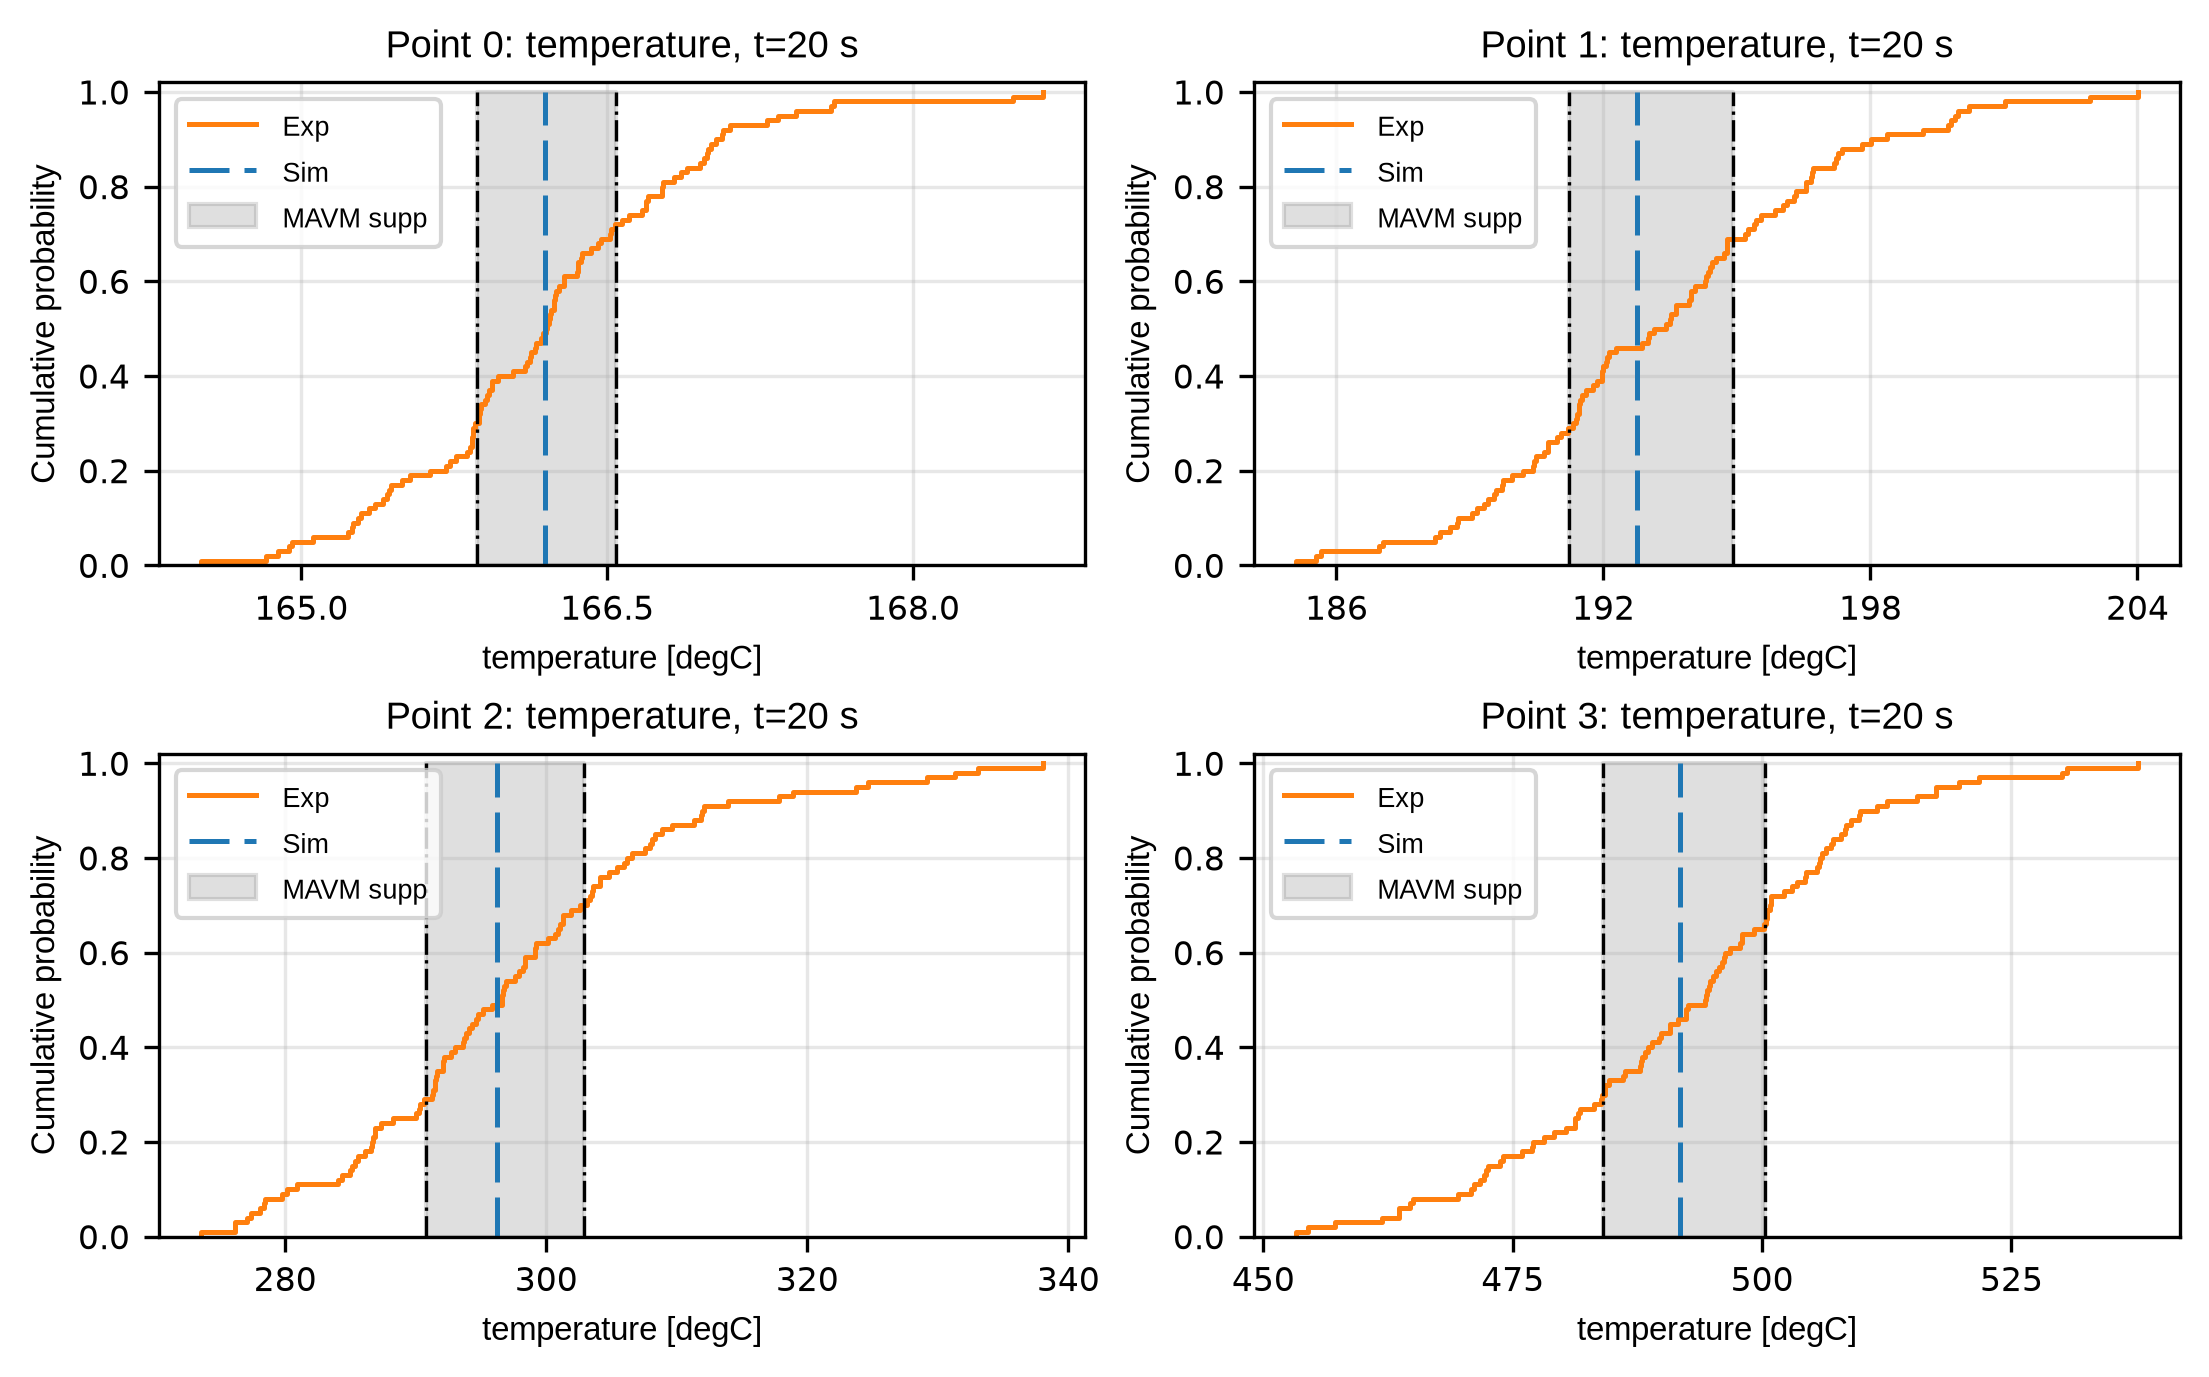 Point 0: temperature, t=20 s
1.0
0.8
0.6
0.4
0.2
0.0
Cumulative probability
Exp
Sim
MAVM supp
165.0 166.5 168.0
temperature [degC]
Point 1: temperature, t=20 s
1.0
0.8
0.6
0.4
0.2
0.0
Cumulative probability
Exp
Sim
MAVM supp
186 192 198 204
temperature [degC]
Point 2: temperature, t=20 s
1.0
0.8
0.6
0.4
0.2
0.0
Cumulative probability
Exp
Sim
MAVM supp
280 300 320 340
temperature [degC]
Point 3: temperature, t=20 s
1.0
0.8
0.6
0.4
0.2
0.0
Cumulative probability
Exp
Sim
MAVM supp
450 475 500 525
temperature [degC]